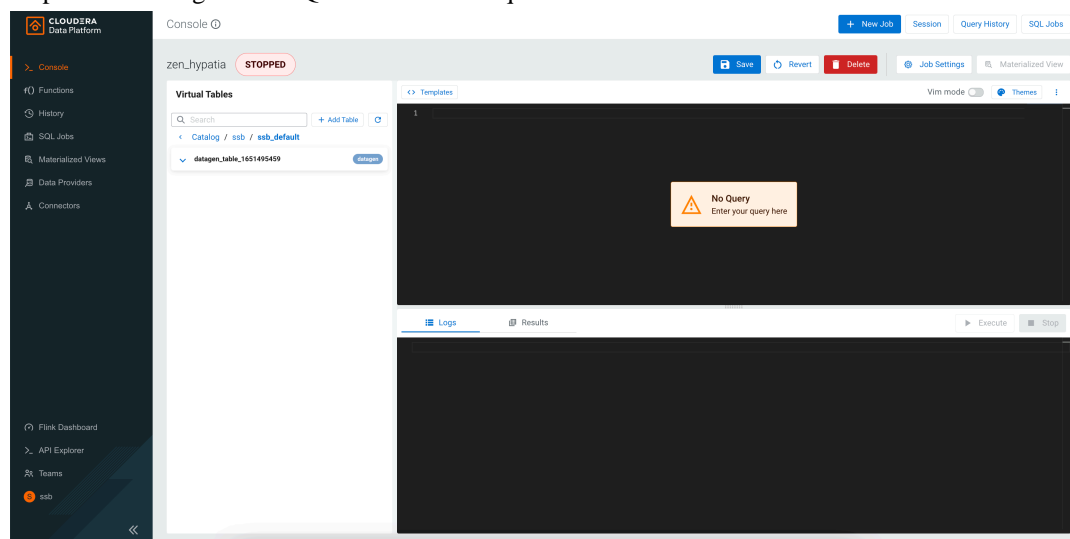 CLOUDERA
Data Platform
Console
Functions
History
SQL Jobs
Materialized Views
Data Providers
Connectors
Flink Dashboard
API Explorer
Teams
S ssb
Console
+ New Job
Session
Query History
SQL Jobs
zen_hypatia
STOPPED
Save
Revert
Delete
Job Settings
Materialized View
Virtual Tables
Search
+ Add Table
< Catalog / ssb / ssb_default
datagen_table_1651495459
datagen
<> Templates
Vim mode
Themes
1
No Query
Enter your query here
Logs
Results
Execute
Stop